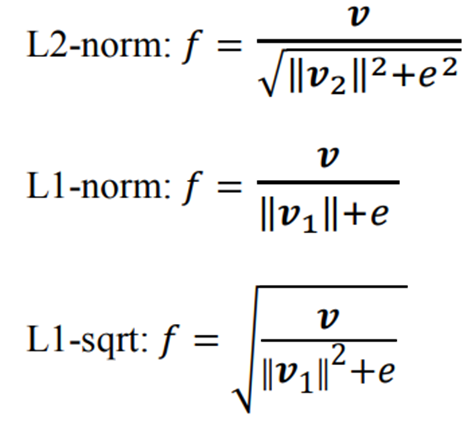 L2-norm: f = v / √(‖v₂‖²+e²)
L1-norm: f = v / (‖v₁‖+e)
L1-sqrt: f = √(v / (‖v₁‖²+e))